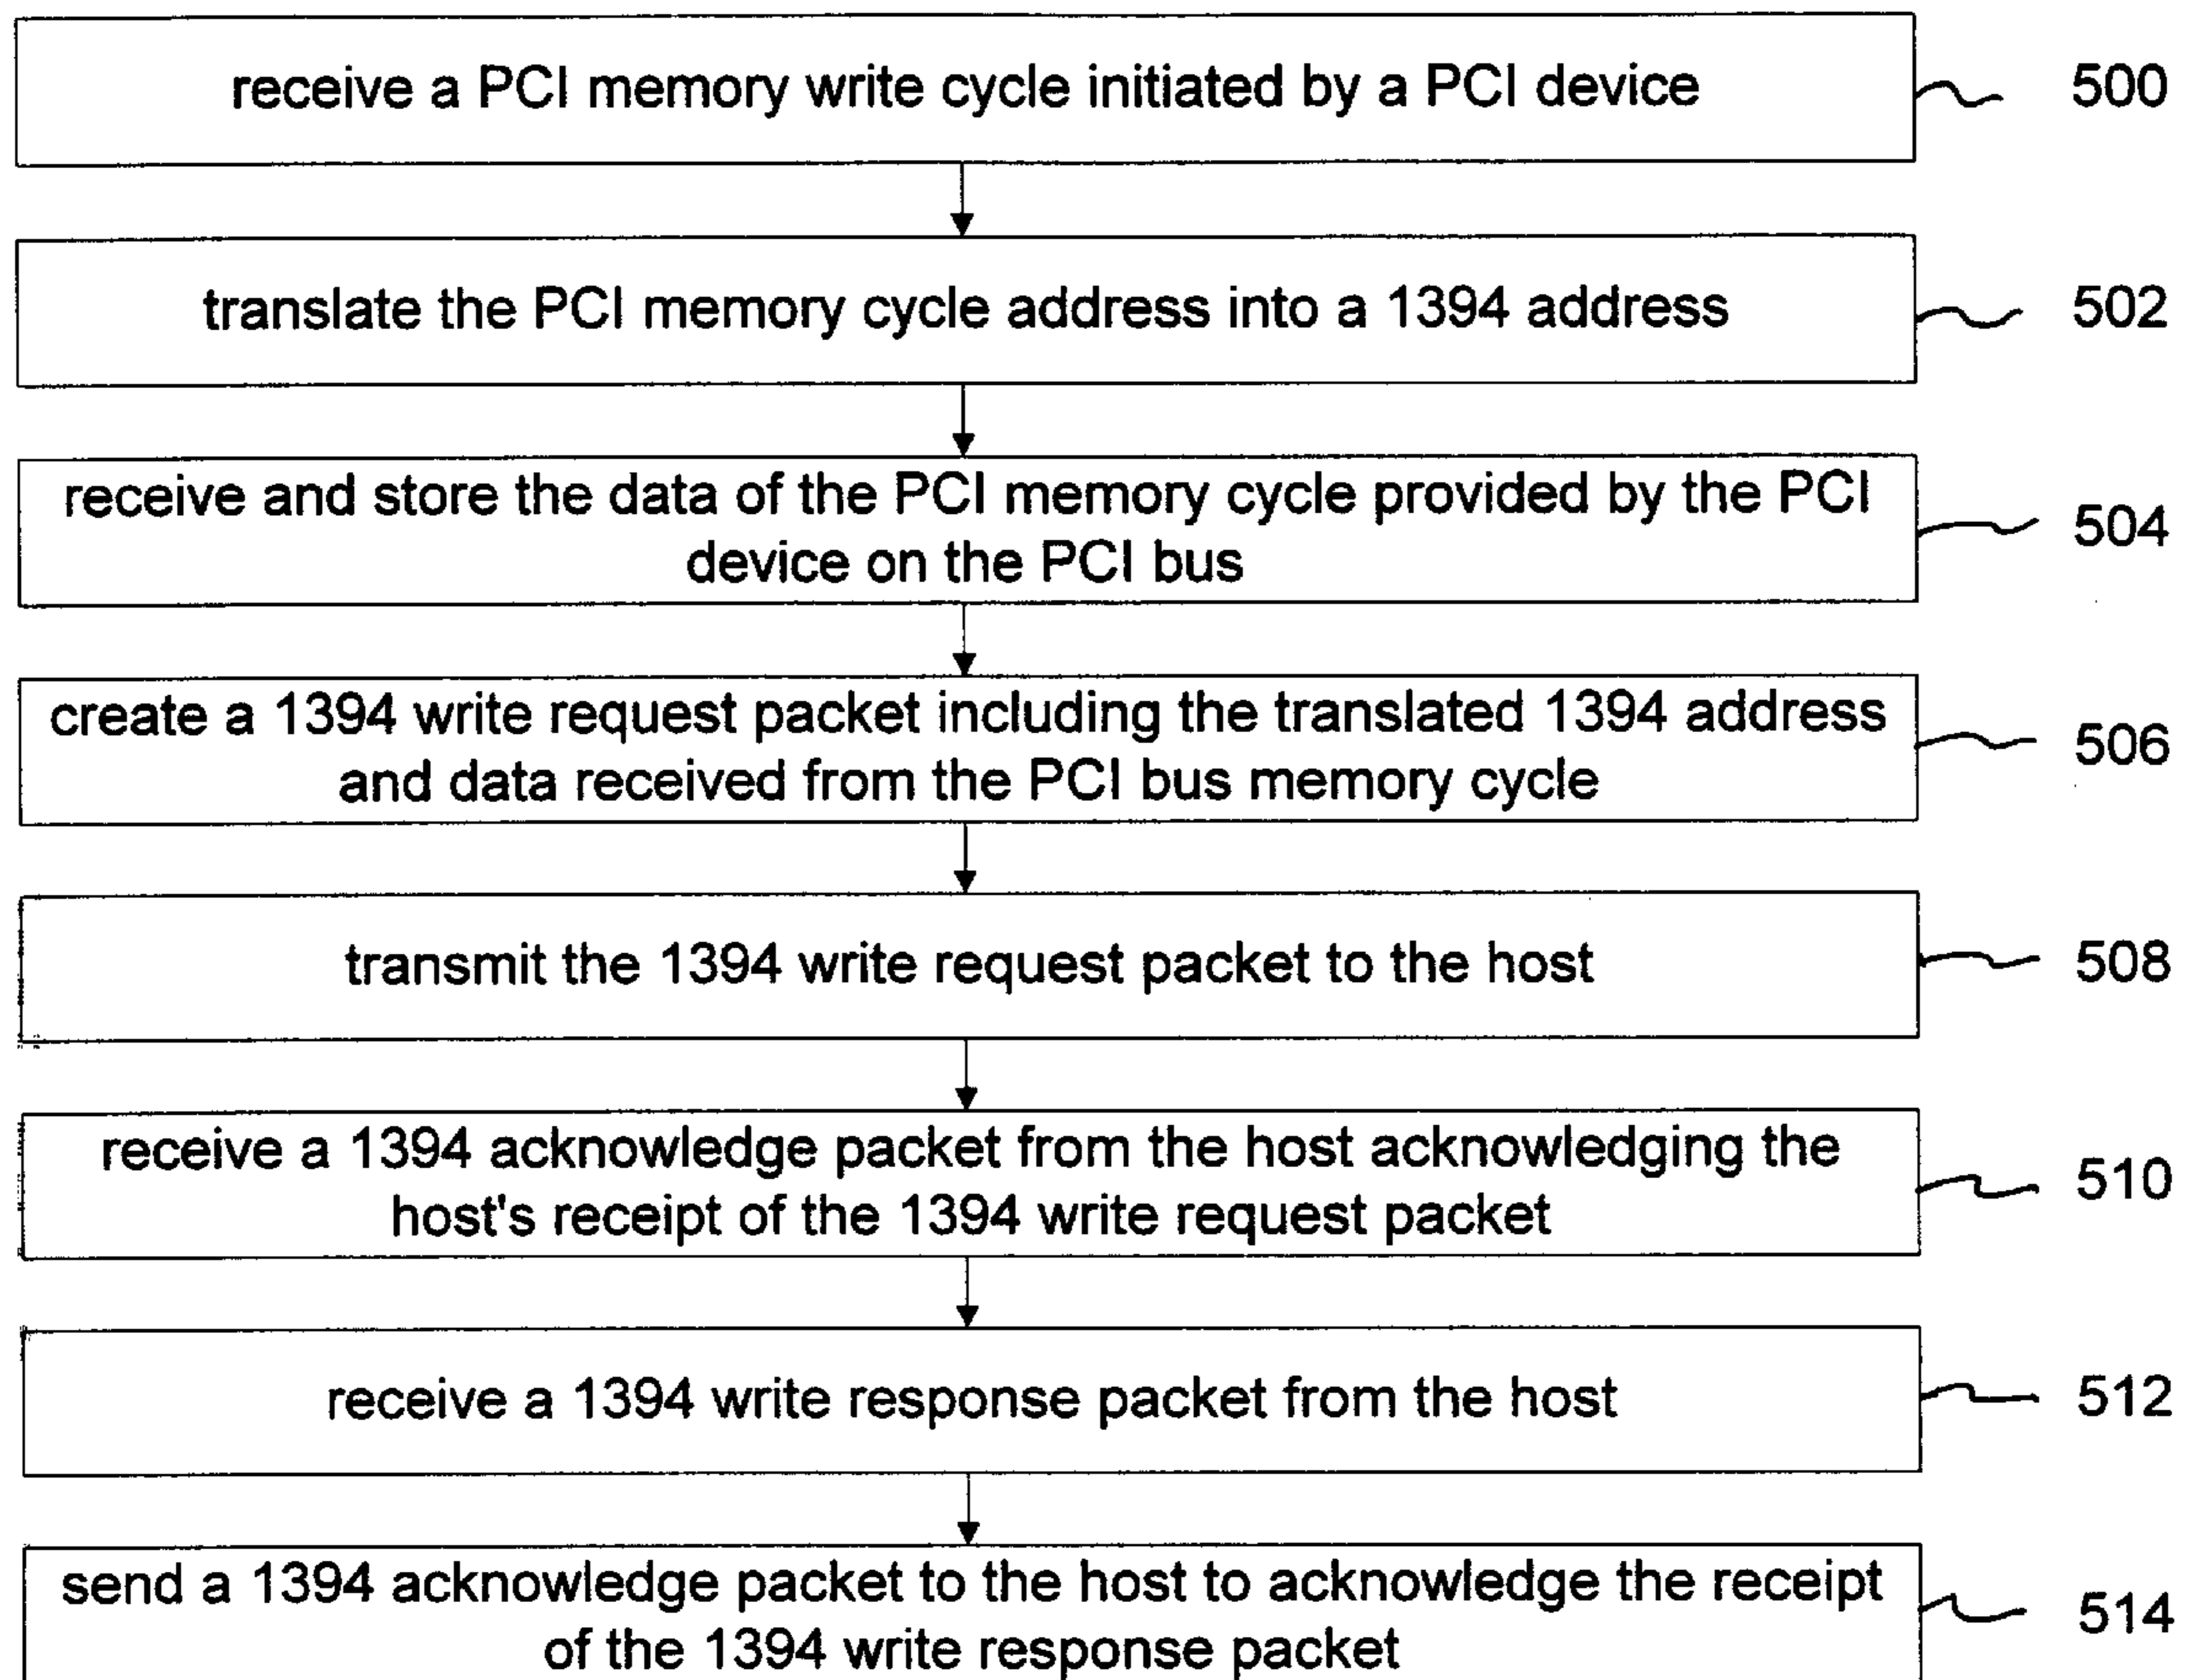 receive a PCI memory write cycle initiated by a PCI device
500
translate the PCI memory cycle address into a 1394 address
502
receive and store the data of the PCI memory cycle provided by the PCI
device on the PCI bus
504
create a 1394 write request packet including the translated 1394 address
and data received from the PCI bus memory cycle
506
transmit the 1394 write request packet to the host
508
receive a 1394 acknowledge packet from the host acknowledging the
host's receipt of the 1394 write request packet
510
receive a 1394 write response packet from the host
512
send a 1394 acknowledge packet to the host to acknowledge the receipt
of the 1394 write response packet
514